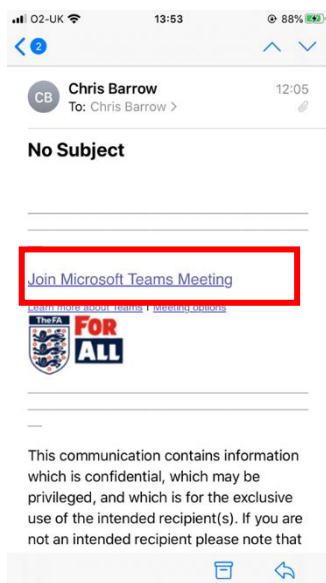 O2-UK 13:53 88%
2
CB Chris Barrow 12:05
To: Chris Barrow >
No Subject
Join Microsoft Teams Meeting
Learn more about Teams | Meeting options
TheFA FOR
ALL
This communication contains information
which is confidential, which may be
privileged, and which is for the exclusive
use of the intended recipient(s). If you are
not an intended recipient please note that